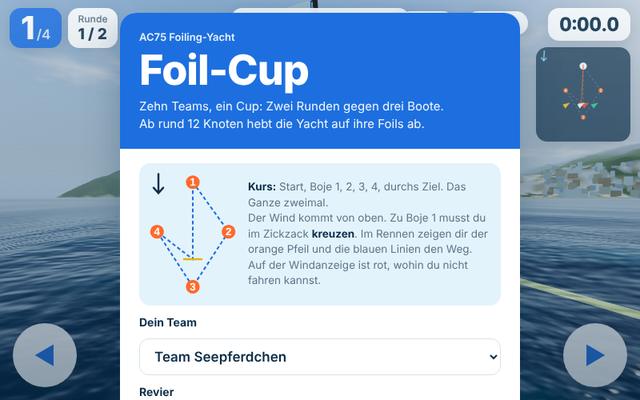 1/4
Runde
1 / 2
0:00.0
AC75 Foiling-Yacht
Foil-Cup
Zehn Teams, ein Cup: Zwei Runden gegen drei Boote.
Ab rund 12 Knoten hebt die Yacht auf ihre Foils ab.
1
2
3
4
Kurs: Start, Boje 1, 2, 3, 4, durchs Ziel. Das
Ganze zweimal.
Der Wind kommt von oben. Zu Boje 1 musst du
im Zickzack kreuzen. Im Rennen zeigen dir der
orange Pfeil und die blauen Linien den Weg.
Auf der Windanzeige ist rot, wohin du nicht
fahren kannst.
Dein Team
Team Seepferdchen
Revier